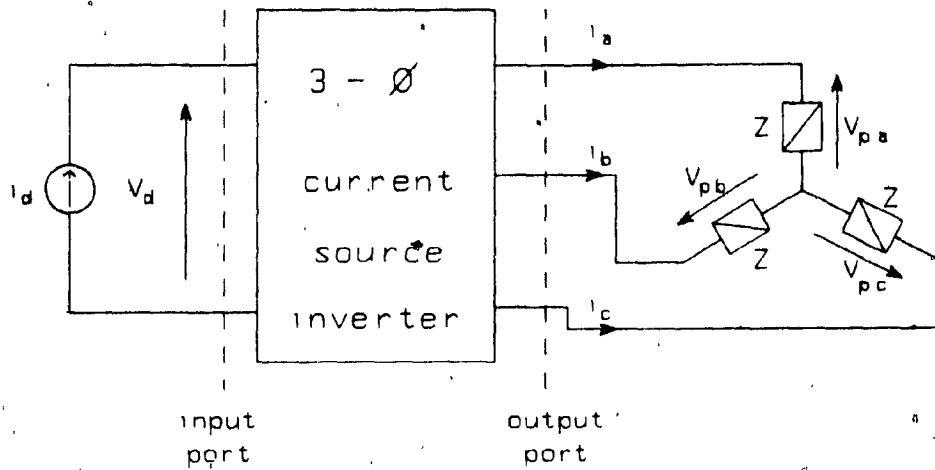 3 - Ø
current
source
inverter
i_d
V_d
i_a
i_b
i_c
Z
V_pa
V_pb
Z
Z
V_pc
input
port
output
port